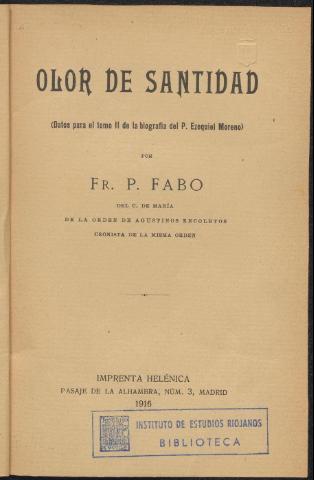 OLOR DE SANTIDAD
(Datos para el tomo II de la biografía del P. Ezequiel Moreno)
POR
FR. P. FABO
DEL C. DE MARÍA
DE LA ORDEN DE AGUSTINOS RECOLETOS
CRONISTA DE LA MISMA ORDEN
IMPRENTA HELÉNICA
PASAJE DE LA ALHAMBRA, NÚM. 3, MADRID
1916
INSTITUTO DE ESTUDIOS RIOJANOS
BIBLIOTECA